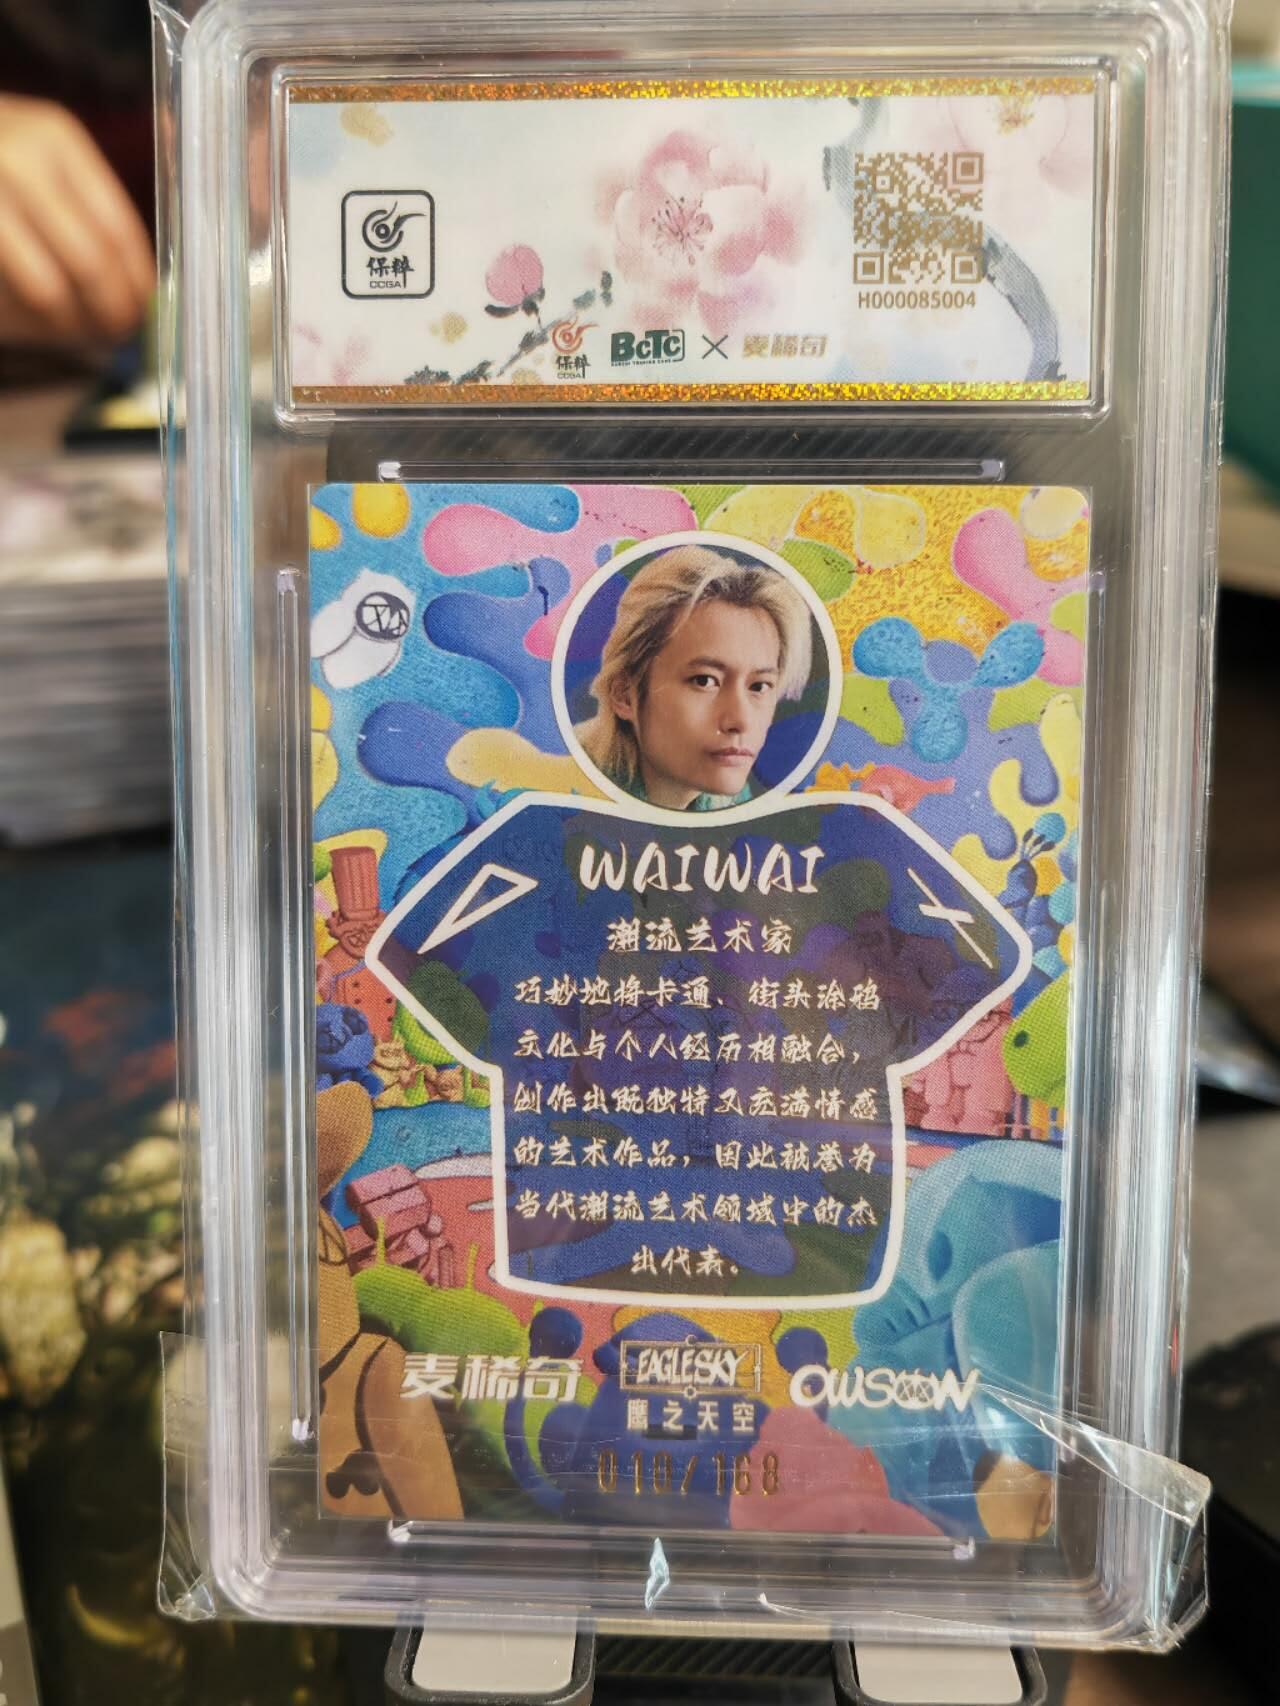 保粹
CCGA
H000085004
保粹
CCGA
BCTC × 麦稀奇
WAIWAI
潮流艺术家
巧妙地将卡通、街头涂鸦
文化与个人经历相融合，
创作出既独特又充满情感
的艺术作品，因此被誉为
当代潮流艺术领域中的杰
出代表。
麦稀奇
EAGLESKY
鹰之天空
OWSOON
010/168